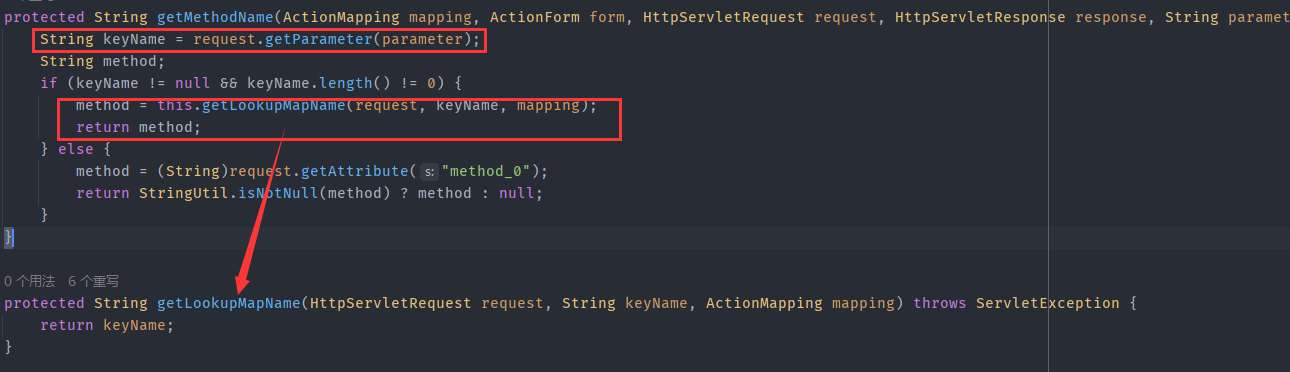 protected String getMethodName(ActionMapping mapping, ActionForm form, HttpServletRequest request, HttpServletResponse response, String paramet
String keyName = request.getParameter(parameter);
String method;
if (keyName != null && keyName.length() != 0) {
method = this.getLookupMapName(request, keyName, mapping);
return method;
} else {
method = (String)request.getAttribute( s: "method_0");
return StringUtil.isNotNull(method) ? method : null;
}
}
0 个用法 6 个重写
protected String getLookupMapName(HttpServletRequest request, String keyName, ActionMapping mapping) throws ServletException {
return keyName;
}